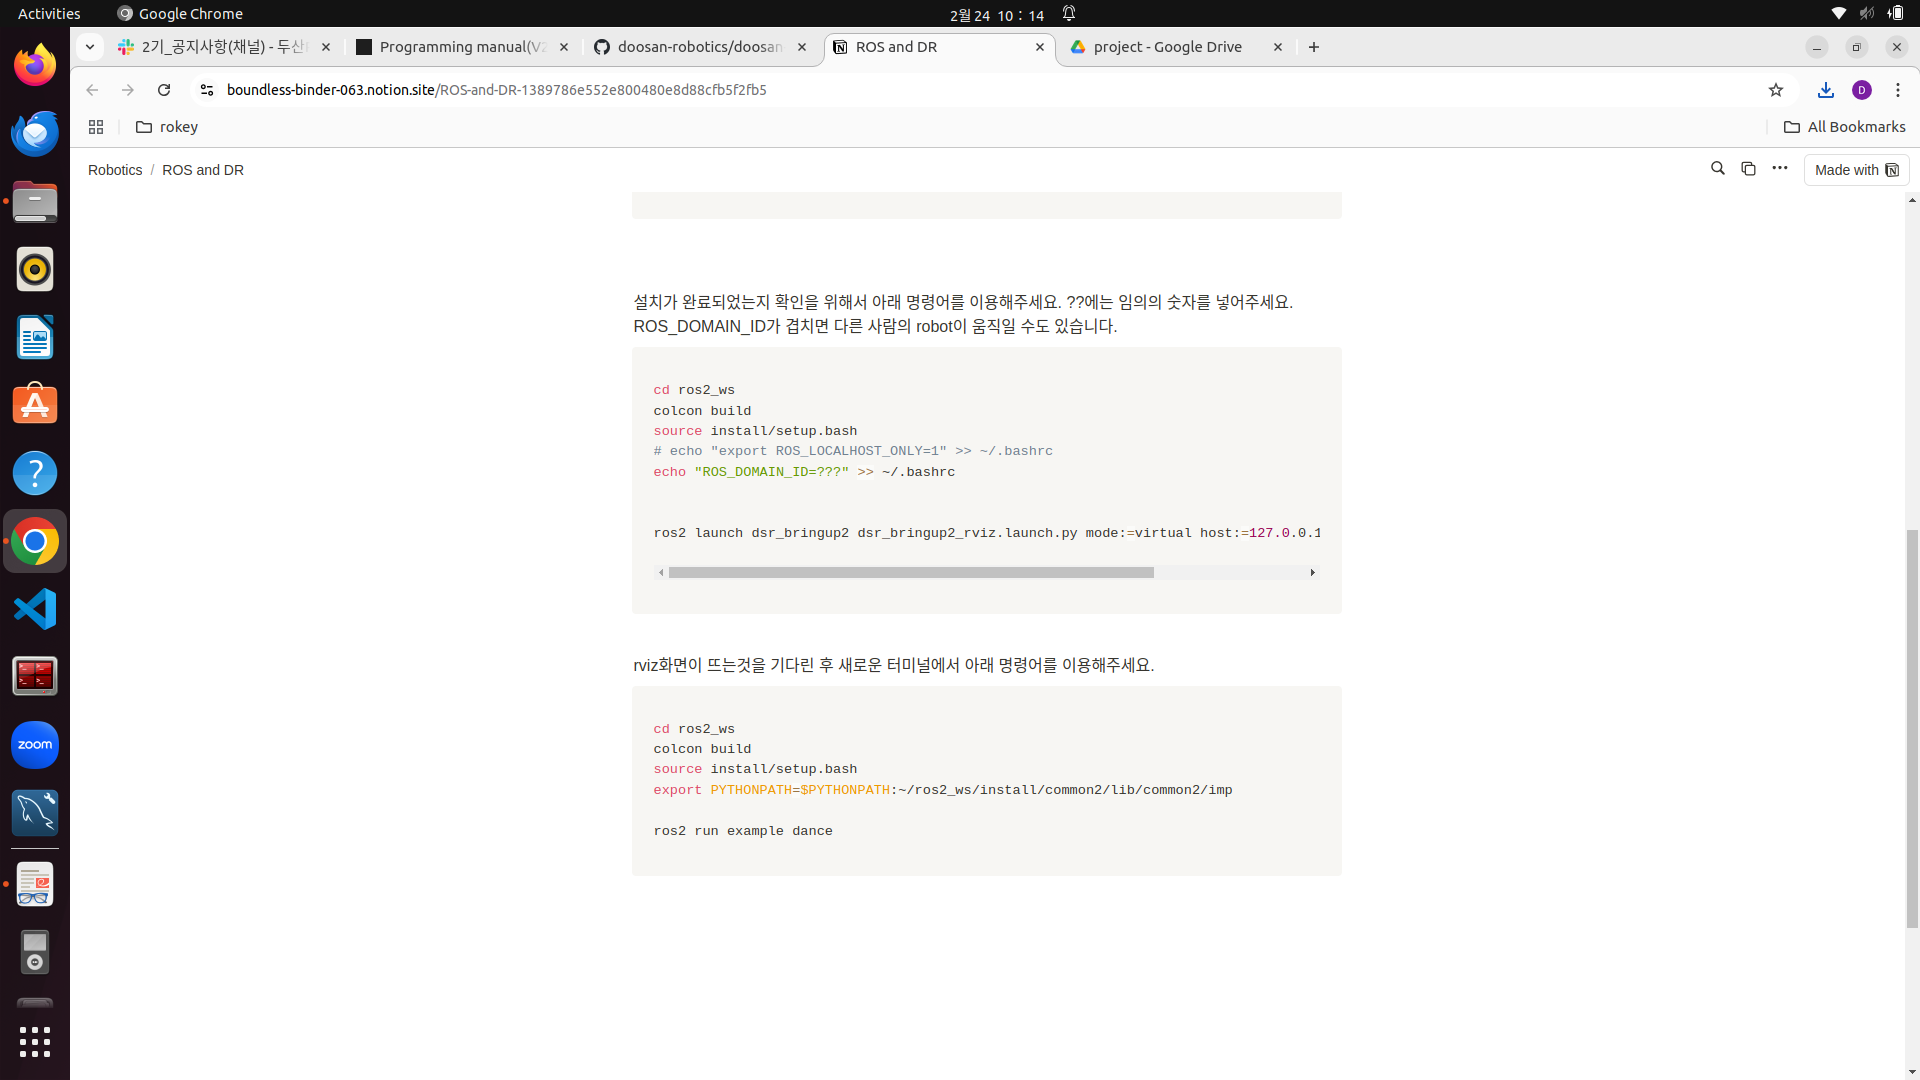 Activities
Google Chrome
2월 24 10 : 14
2기_공지사항(채널) - 두산
Programming manual(V2
doosan-robotics/doosan
ROS and DR
project - Google Drive
boundless-binder-063.notion.site/ROS-and-DR-1389786e552e800480e8d88cfb5f2fb5
D
rokey
All Bookmarks
Robotics / ROS and DR
Made with
설치가 완료되었는지 확인을 위해서 아래 명령어를 이용해주세요. ??에는 임의의 숫자를 넣어주세요.
ROS_DOMAIN_ID가 겹치면 다른 사람의 robot이 움직일 수도 있습니다.
cd ros2_ws
colcon build
source install/setup.bash
# echo "export ROS_LOCALHOST_ONLY=1" >> ~/.bashrc
echo "ROS_DOMAIN_ID=???" >> ~/.bashrc
ros2 launch dsr_bringup2 dsr_bringup2_rviz.launch.py mode:=virtual host:=127.0.0.1
rviz화면이 뜨는것을 기다린 후 새로운 터미널에서 아래 명령어를 이용해주세요.
cd ros2_ws
colcon build
source install/setup.bash
export PYTHONPATH=$PYTHONPATH:~/ros2_ws/install/common2/lib/common2/imp
ros2 run example dance
zoom